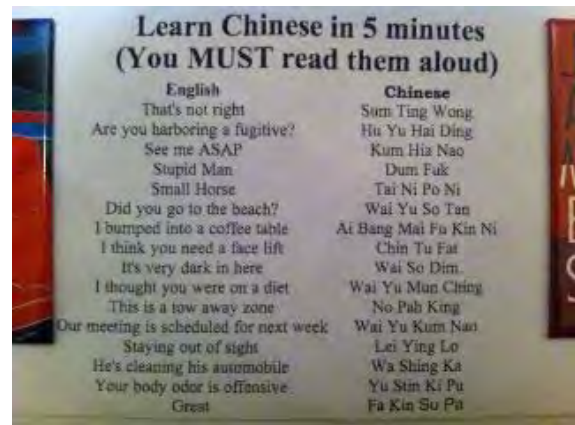 Learn Chinese in 5 minutes
(You MUST read them aloud)
English Chinese
That's not right Sum Ting Wong
Are you harboring a fugitive? Hu Yu Hai Ding
See me ASAP Kum Hia Nao
Stupid Man Dum Fuk
Small Horse Tai Ni Po Ni
Did you go to the beach? Wai Yu So Tan
I bumped into a coffee table Ai Bang Mai Fu Kin Ni
I think you need a face lift Chin Tu Fat
It's very dark in here Wai So Dim
I thought you were on a diet Wai Yu Mun Ching
This is a tow away zone No Pah King
Our meeting is scheduled for next week Wai Yu Kum Nao
Staying out of sight Lei Ying Lo
He's cleaning his automobile Wa Shing Ka
Your body odor is offensive Yu Stin Ki Pu
Great Fa Kin Su Pa